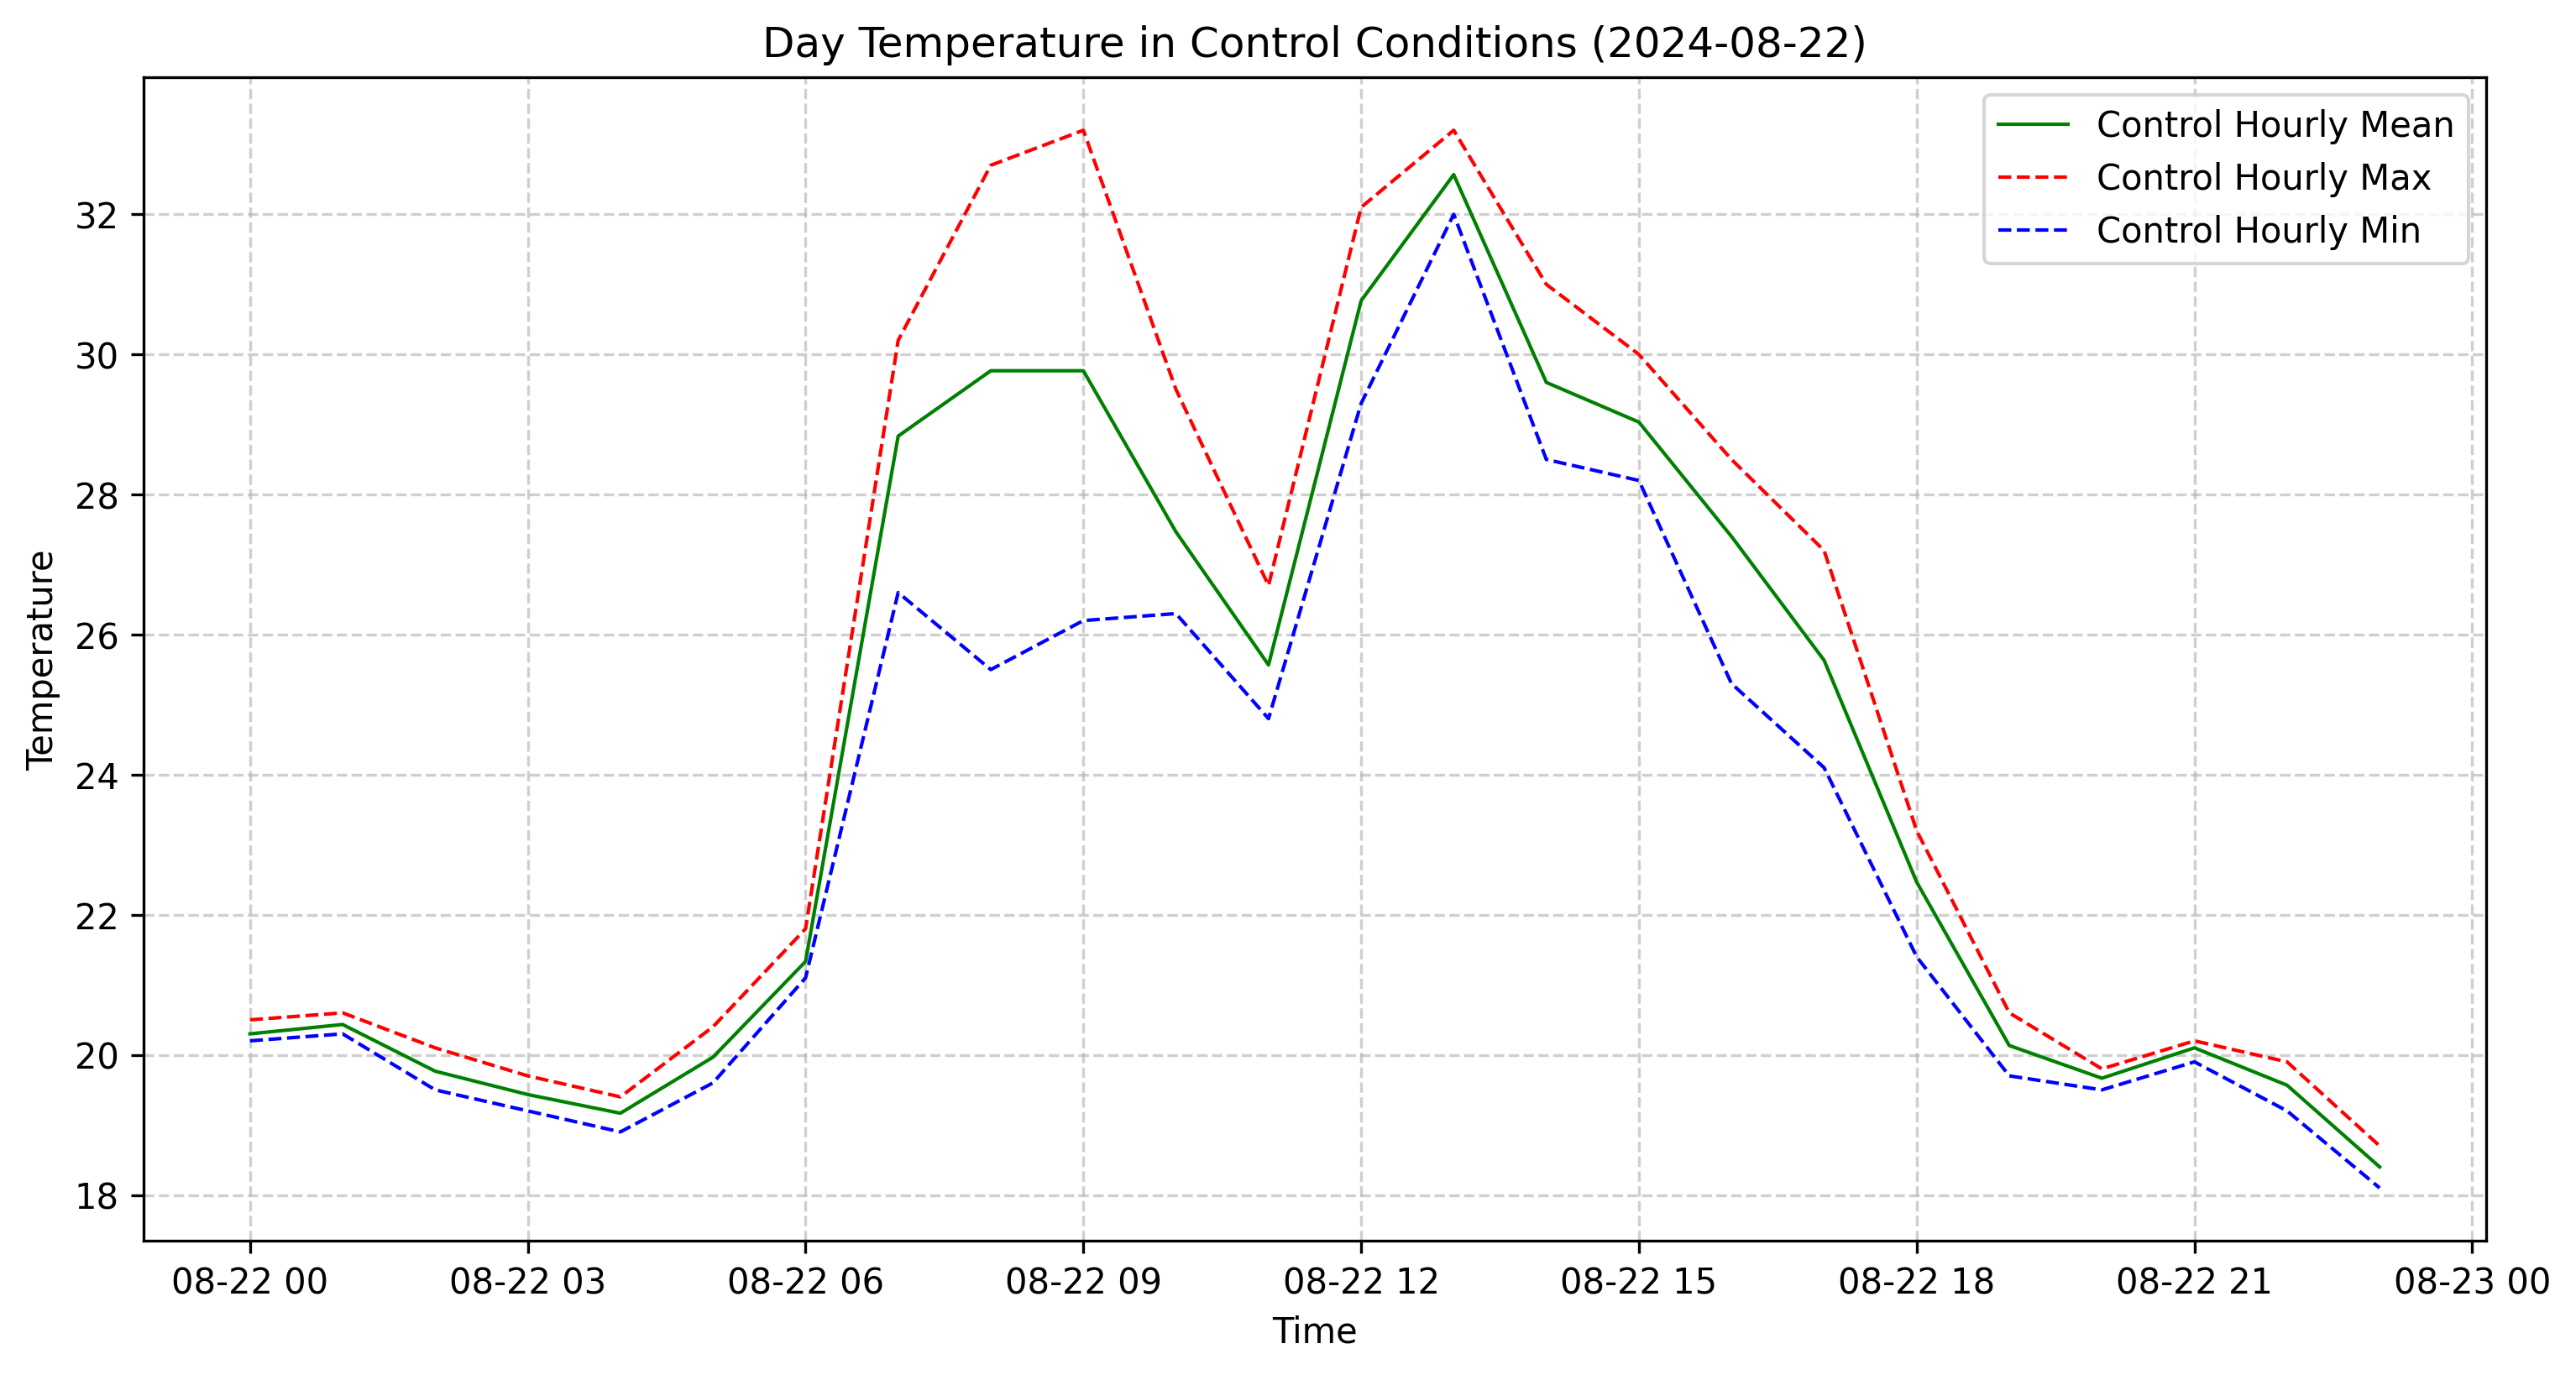 Day Temperature in Control Conditions (2024-08-22)
Control Hourly Mean
Control Hourly Max
Control Hourly Min
Temperature
32
30
28
26
24
22
20
18
08-22 00 08-22 03 08-22 06 08-22 09 08-22 12 08-22 15 08-22 18 08-22 21 08-23 00
Time